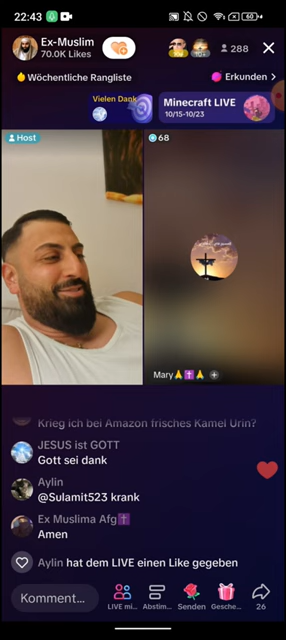 22:43
60
Ex-Muslim
70.0K Likes
288
Wöchentliche Rangliste
Erkunden
Vielen Dank
Minecraft LIVE
10/15-10/23
Host
68
Mary
Krieg ich bei Amazon frisches Kamel Urin?
JESUS ist GOTT
Gott sei dank
Aylin
@Sulamit523 krank
Ex Muslima Afg
Amen
Aylin hat dem LIVE einen Like gegeben
Komment...
LIVE mi...
Abstim...
Senden
Gesche...
26